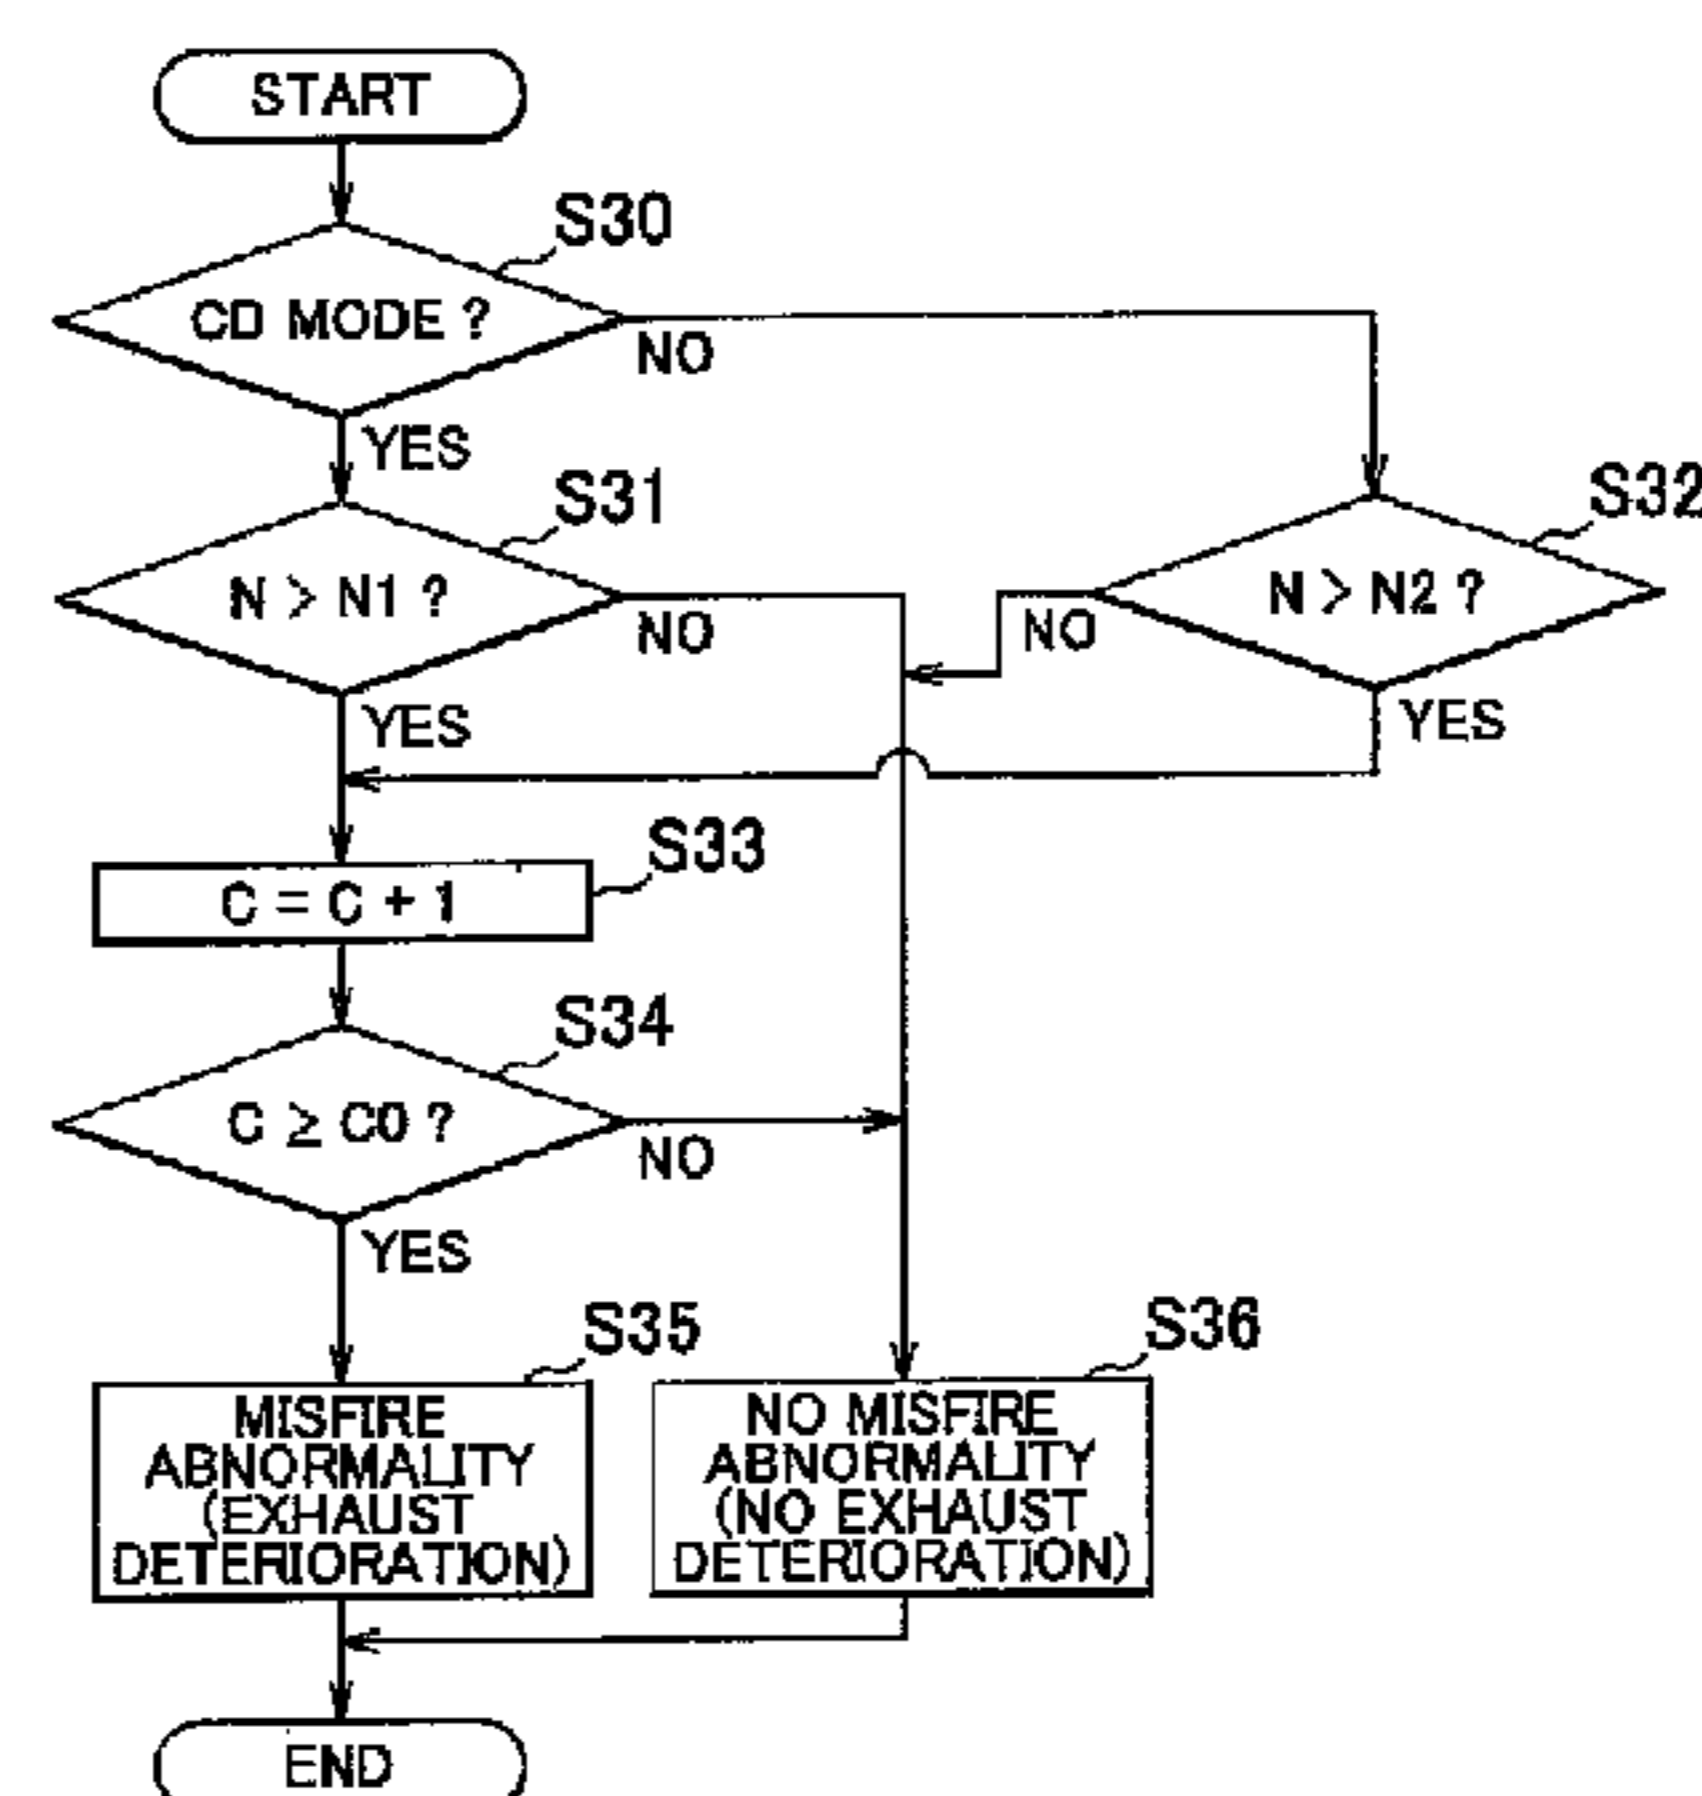 START
S30
CD MODE ?
NO
YES
S31
S32
N > N1 ?
N > N2 ?
NO
NO
YES
YES
S33
C = C + 1
S34
C ≥ C0 ?
NO
YES
S35
S36
MISFIRE
ABNORMALITY
(EXHAUST
DETERIORATION)
NO MISFIRE
ABNORMALITY
(NO EXHAUST
DETERIORATION)
END